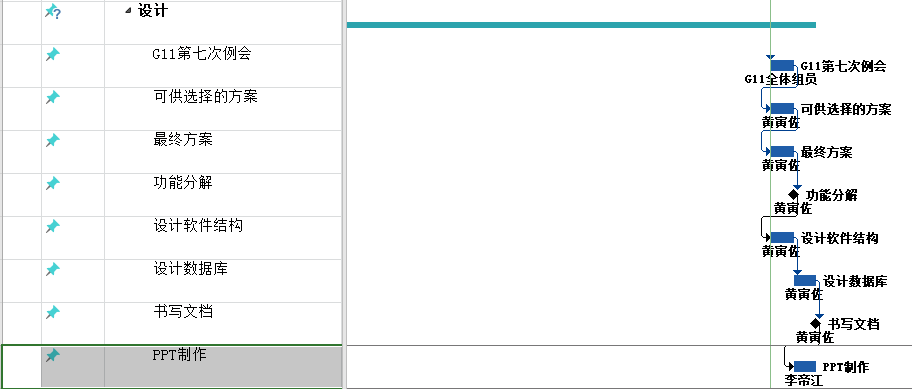 设计
G11第七次例会
可供选择的方案
最终方案
功能分解
设计软件结构
设计数据库
书写文档
PPT制作
G11第七次例会
G11全体组员
可供选择的方案
黄寅佐
最终方案
黄寅佐
功能分解
黄寅佐
设计软件结构
黄寅佐
设计数据库
黄寅佐
书写文档
黄寅佐
PPT制作
李帝江